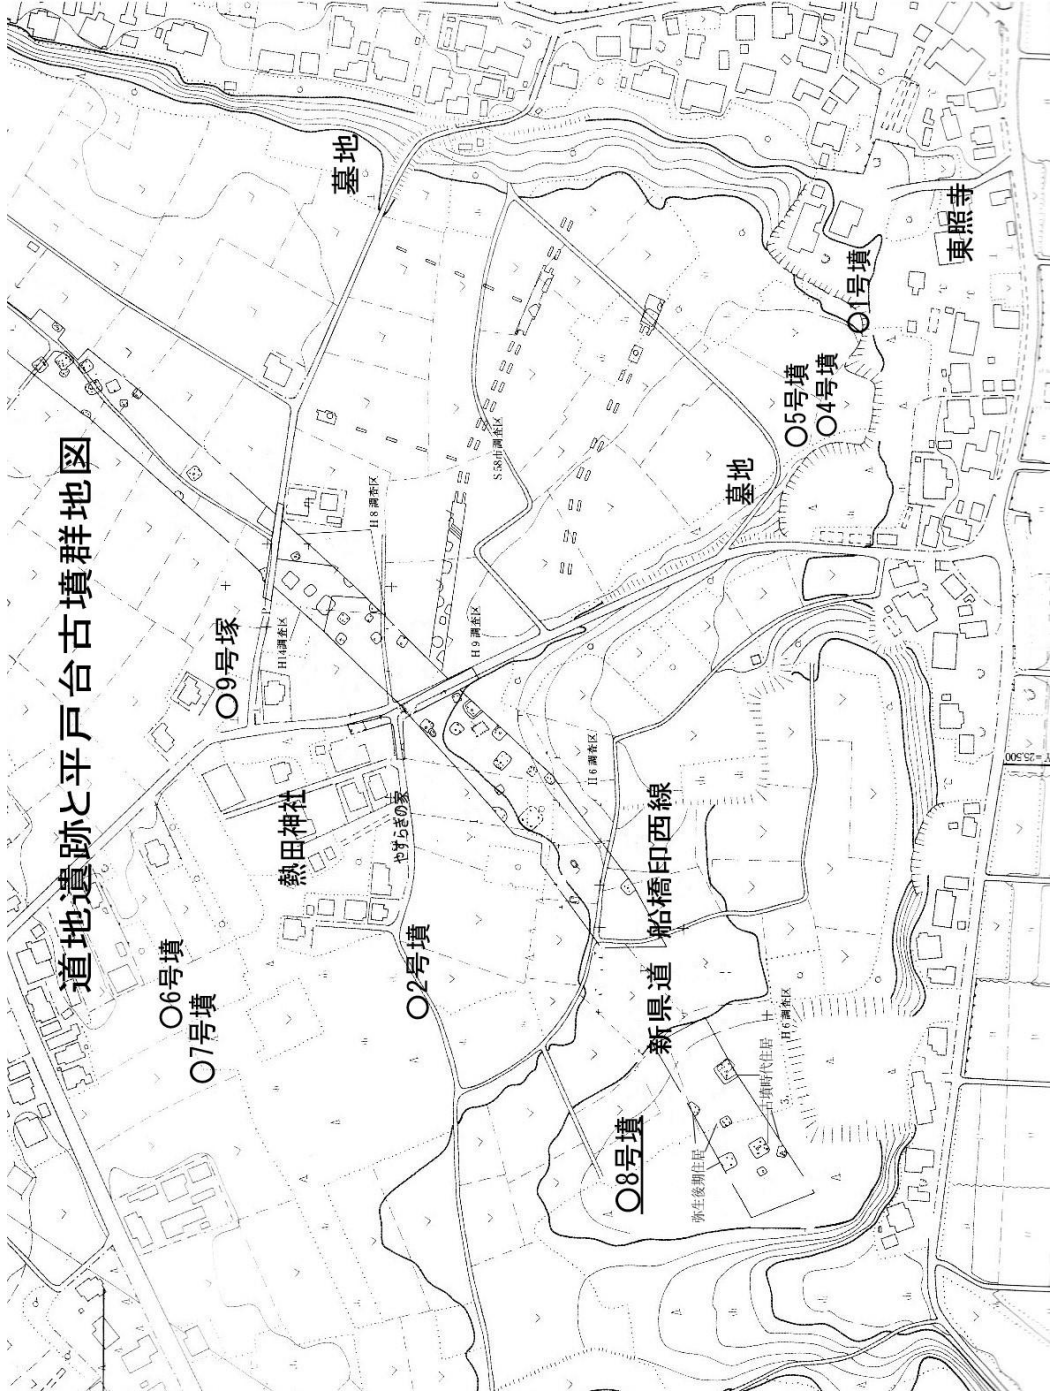 道地遺跡と平戸台古墳群地図
墓地
○9号塚
H14調査区
H8調査区
S58市調査区
H9調査区
熱田神社
やすらぎの家
○6号墳
○7号墳
○2号墳
H6調査区
船橋印西線
新県道
○8号墳
弥生後期住居
古墳時代住居
H6調査区
墓地
○5号墳
○4号墳
○1号墳
東照寺
Y=25,500